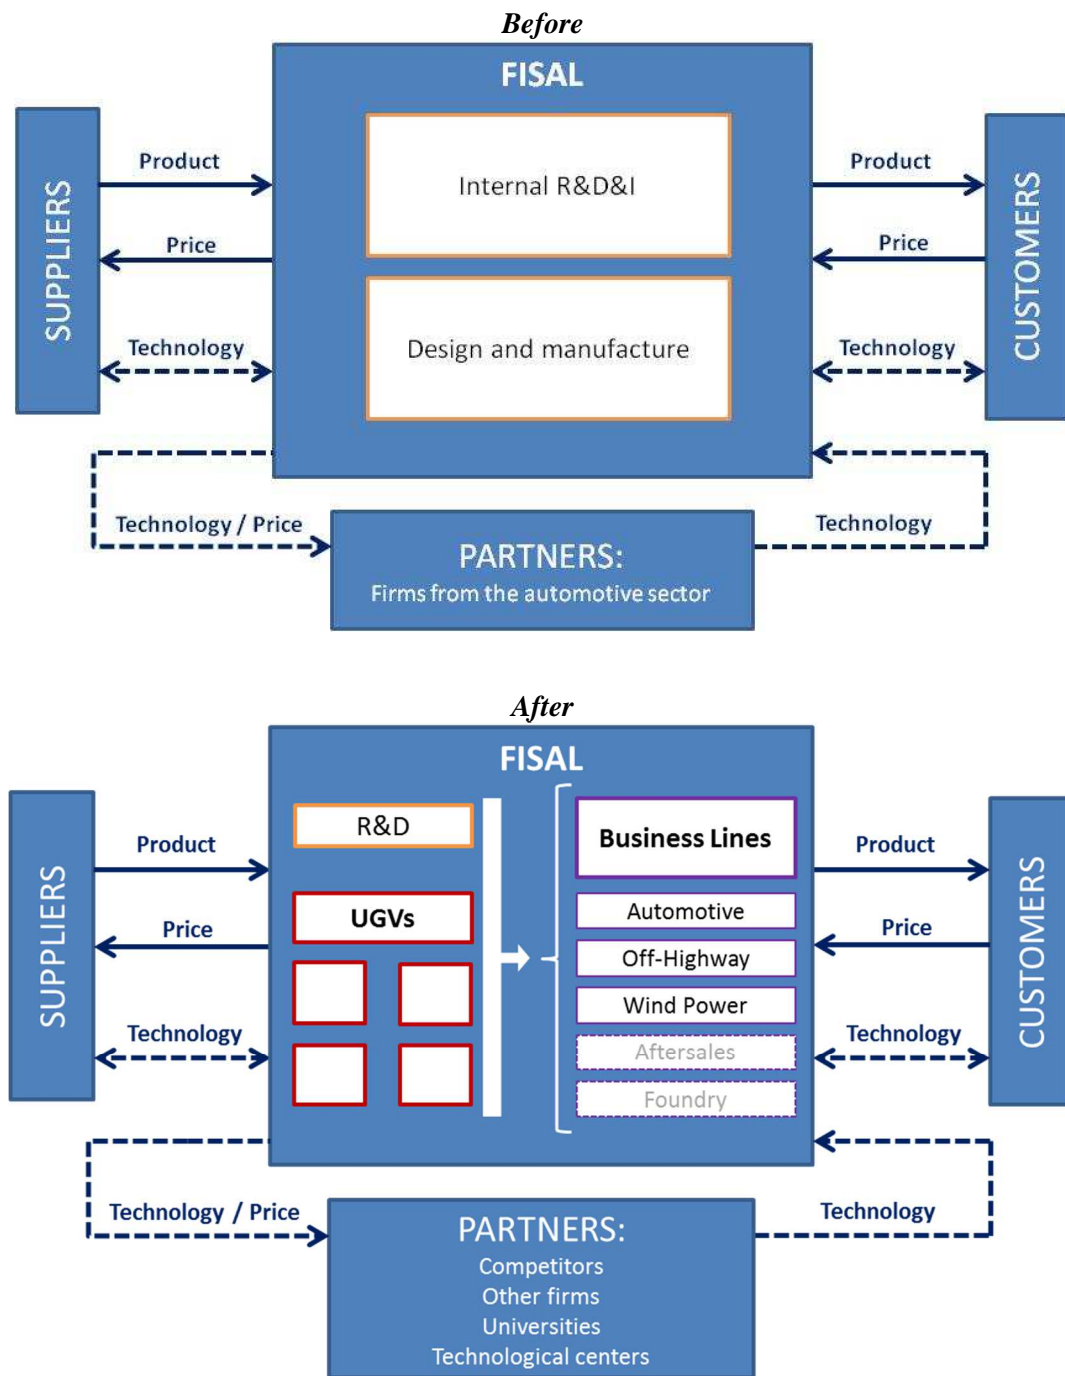 Before
FISAL
SUPPLIERS
Product
Price
Technology
Internal R&D&I
Design and manufacture
Product
Price
Technology
CUSTOMERS
Technology / Price
PARTNERS:
Firms from the automotive sector
Technology
After
FISAL
SUPPLIERS
Product
Price
Technology
R&D
UGVs
Business Lines
Automotive
Off-Highway
Wind Power
Aftersales
Foundry
Product
Price
Technology
CUSTOMERS
Technology / Price
PARTNERS:
Competitors
Other firms
Universities
Technological centers
Technology